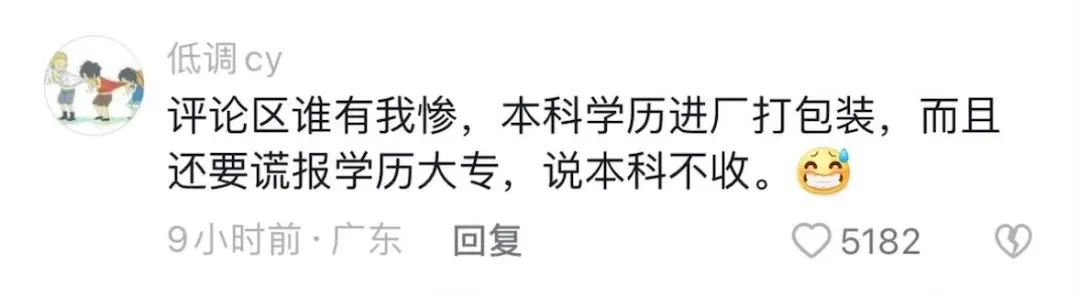 低调cy
评论区谁有我惨，本科学历进厂打包装，而且
还要谎报学历大专，说本科不收。😅
9小时前·广东 回复 5182